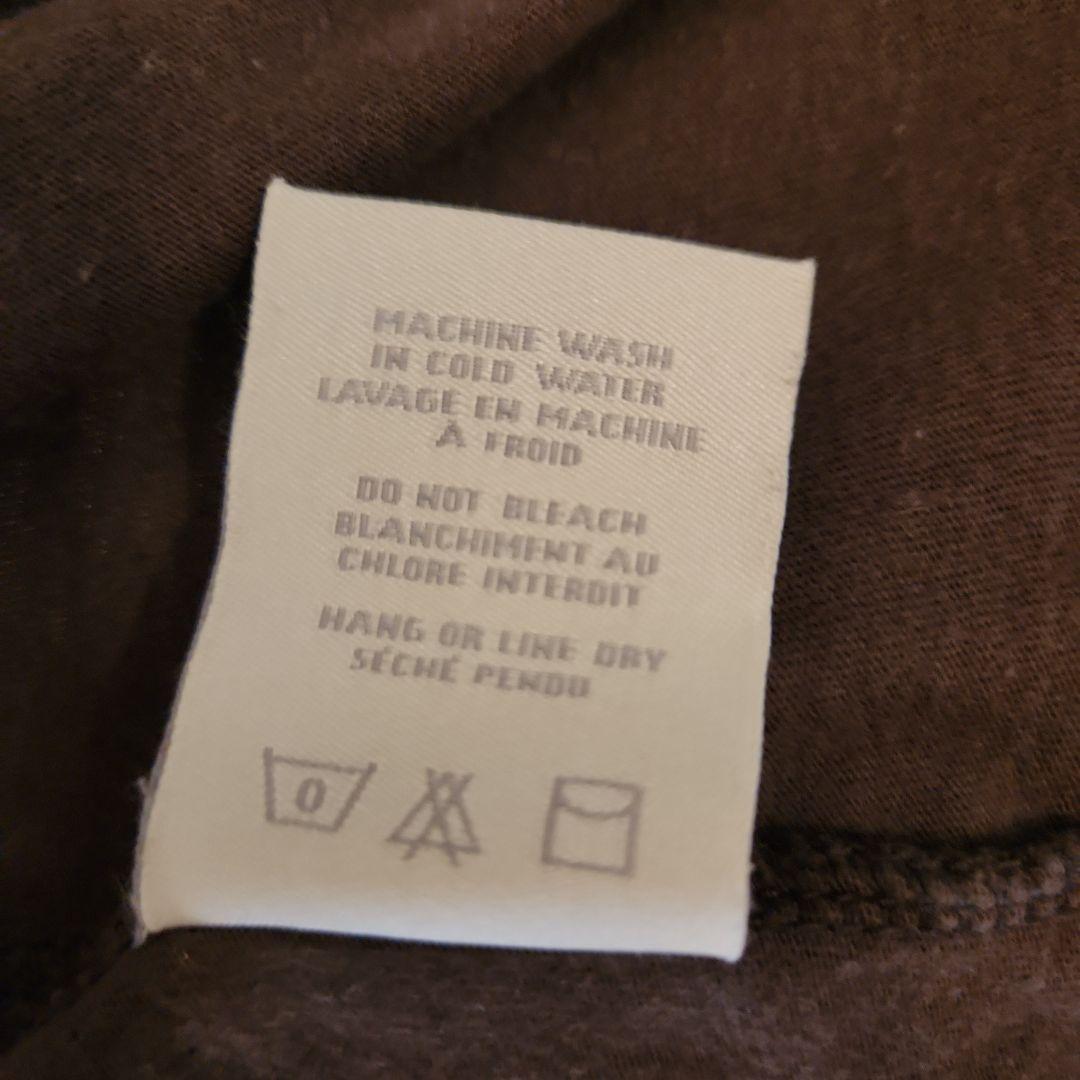 MACHINE WASH
IN COLD WATER
LAVAGE EN MACHINE
À FROID
DO NOT BLEACH
BLANCHIMENT AU
CHLORE INTERDIT
HANG OR LINE DRY
SÉCHÉ PENDU
0